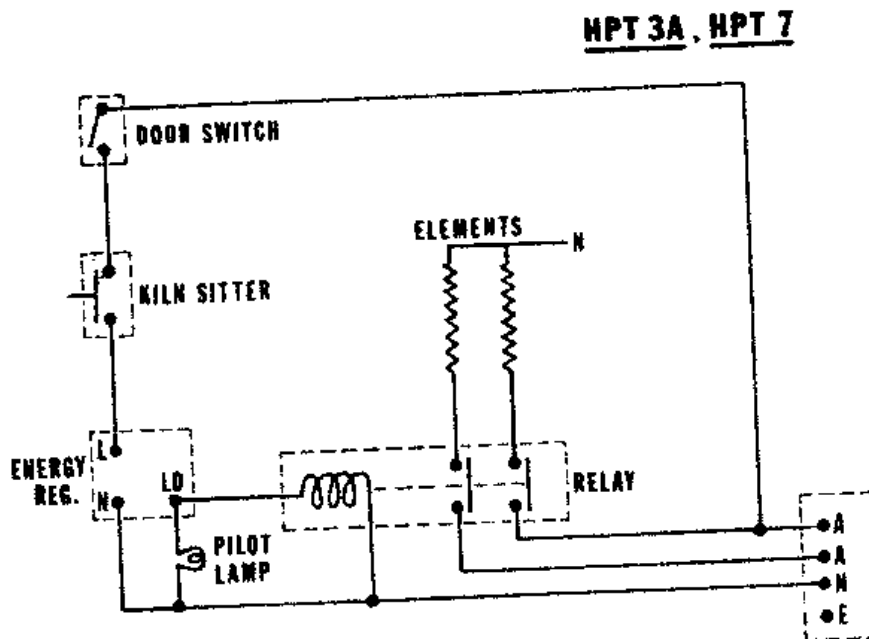 HPT 3A, HPT 7
DOOR SWITCH
ELEMENTS
N
KILN SITTER
L
ENERGY
REG.
N
LD
RELAY
PILOT
LAMP
A
A
N
E